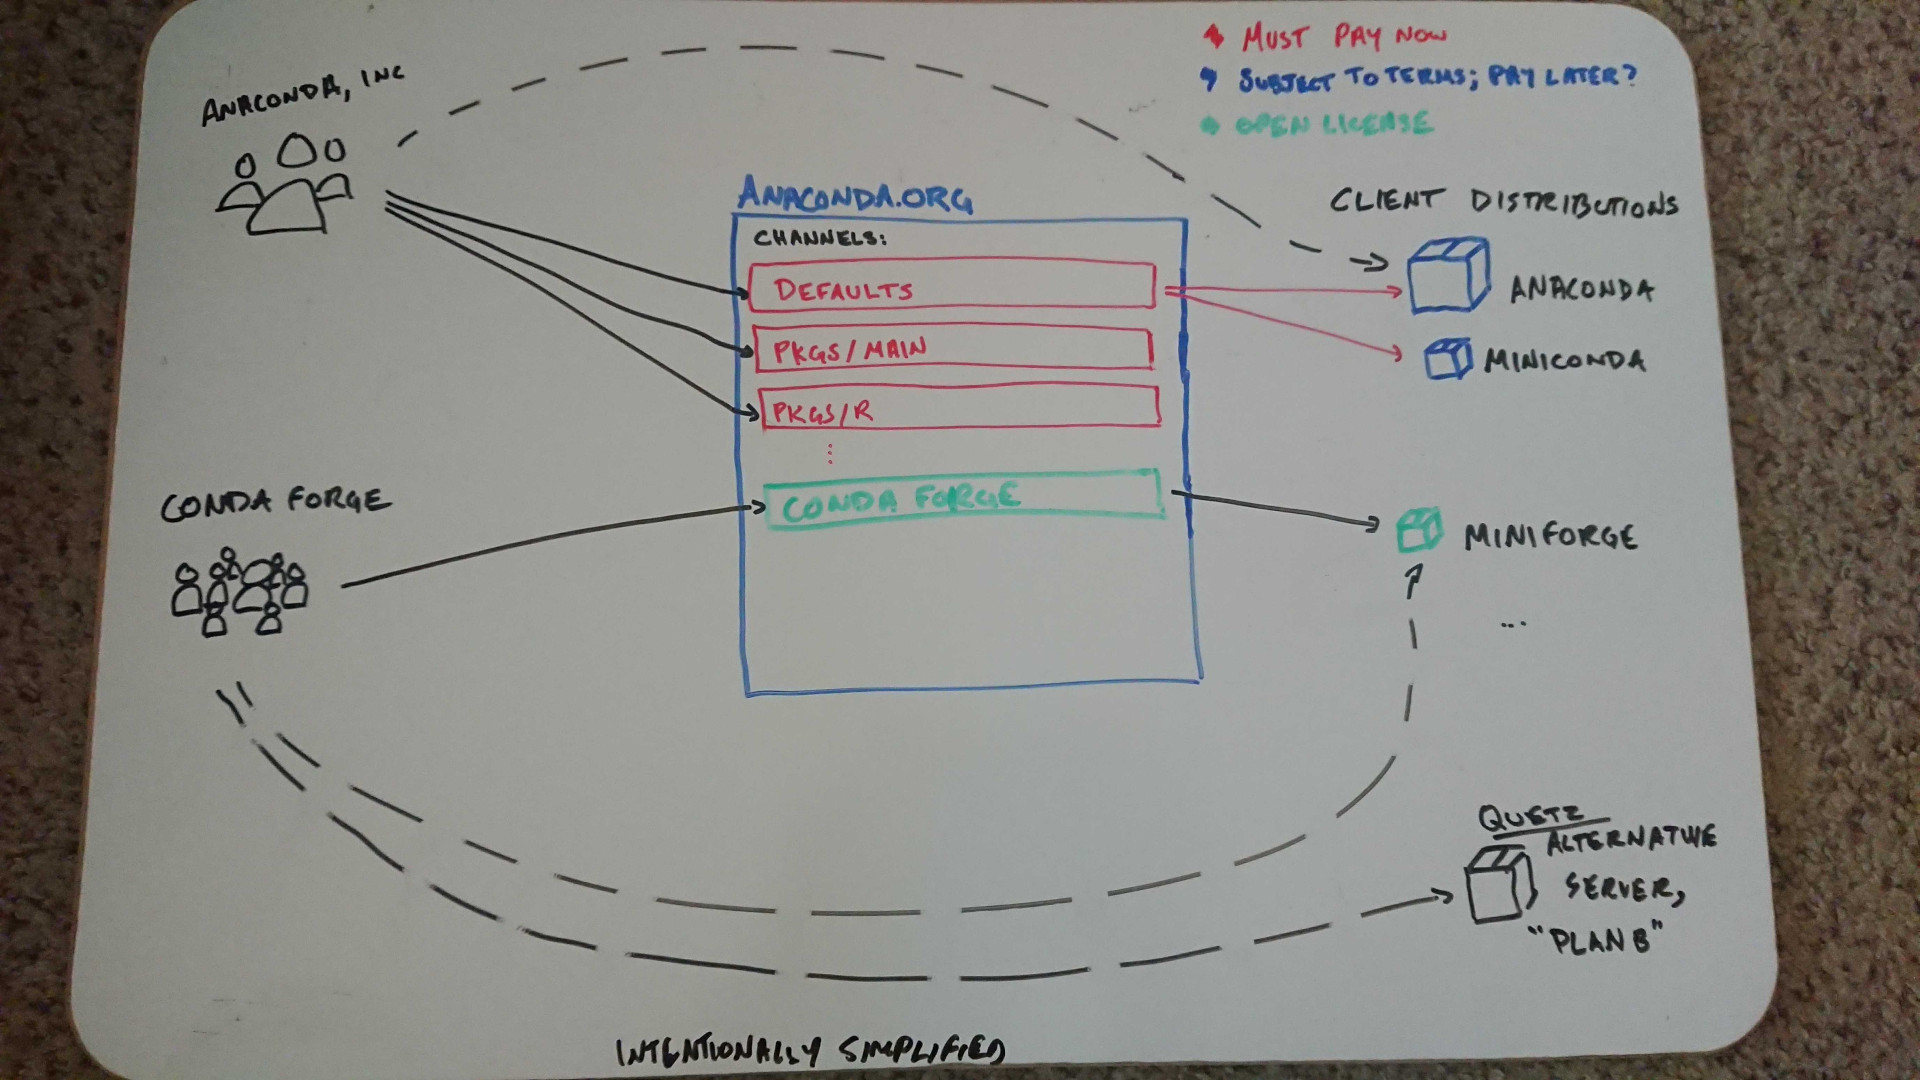 MUST PAY NOW
SUBJECT TO TERMS; PAY LATER?
OPEN LICENSE
ANACONDA, INC
ANACONDA.ORG
CHANNELS:
DEFAULTS
PKGS/MAIN
PKGS/R
CONDA FORGE
CLIENT DISTRIBUTIONS
ANACONDA
MINICONDA
CONDA FORGE
MINIFORGE
...
QUETZ
ALTERNATIVE
SERVER,
"PLAN B"
INTENTIONALLY SIMPLIFIED